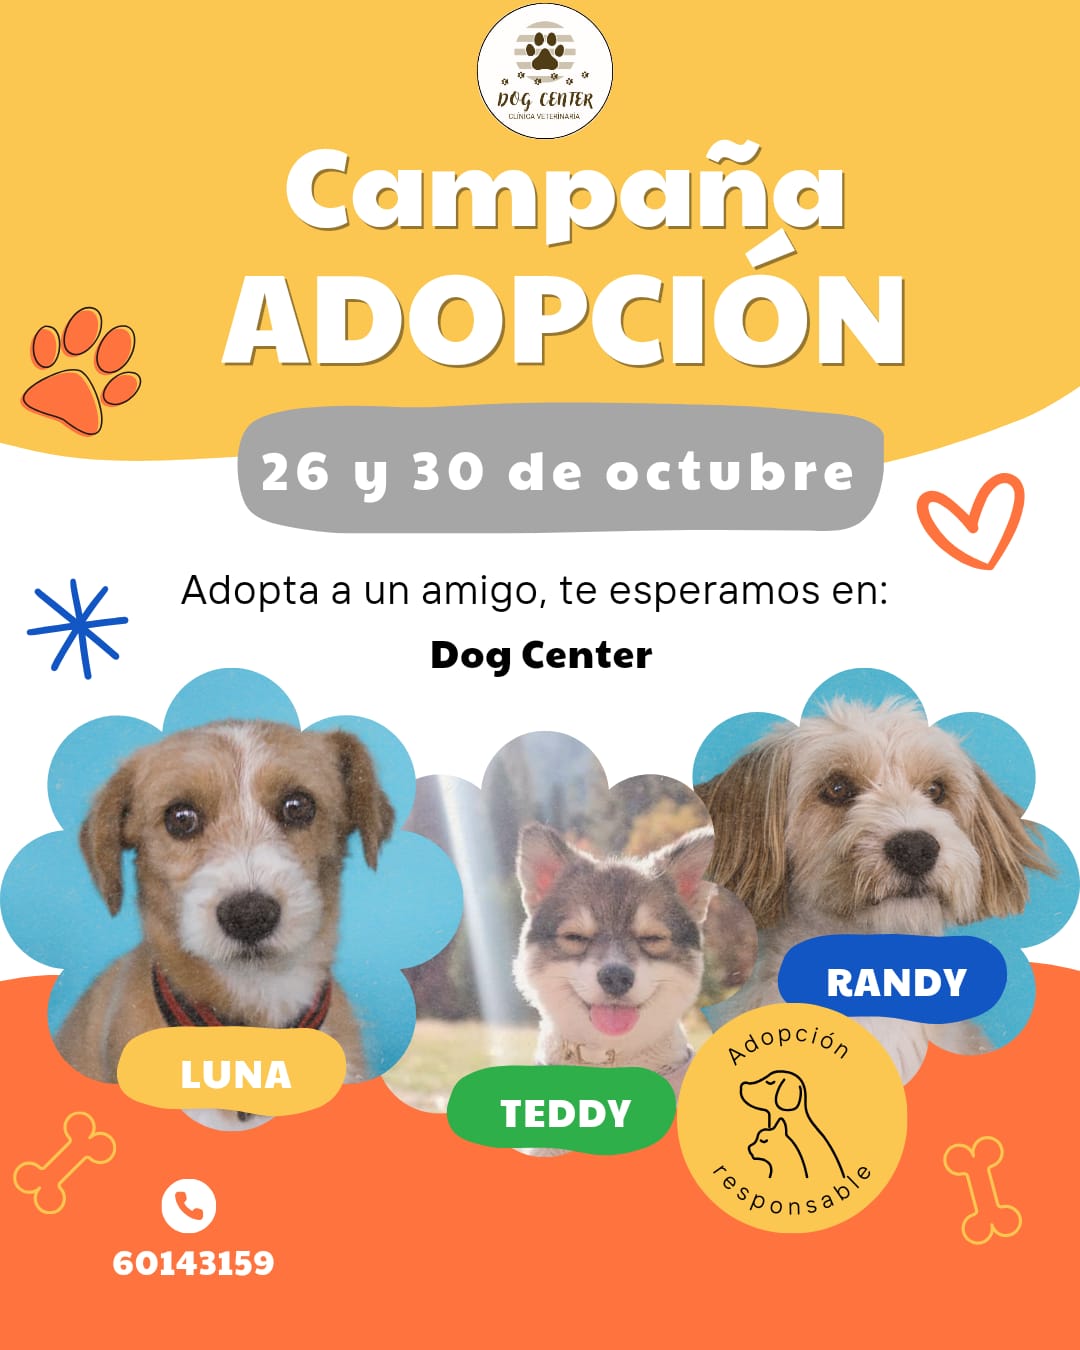 DOG CENTER
CLÍNICA VETERINARIA
Campaña
ADOPCIÓN
26 y 30 de octubre
Adopta a un amigo, te esperamos en:
Dog Center
LUNA
TEDDY
RANDY
Adopción
responsable
60143159